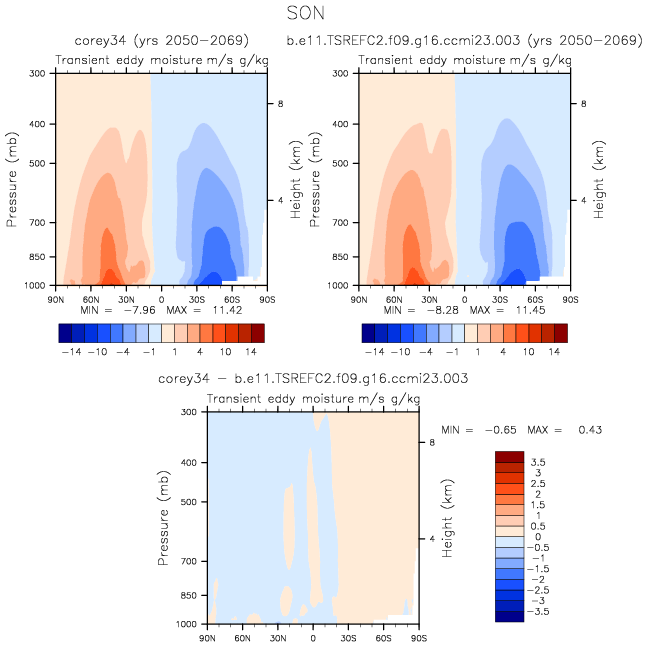 SON
corey34 (yrs 2050-2069)
b.e11.TSREFC2.f09.g16.ccmi23.003 (yrs 2050-2069)
Transient eddy moisture m/s g/kg
Transient eddy moisture m/s g/kg
Pressure (mb)
300
400
500
700
850
1000
8
4
Height (km)
90N 60N 30N 0 30S 60S 90S
MIN = -7.96 MAX = 11.42
-14 -10 -4 -1 1 4 10 14
Pressure (mb)
300
400
500
700
850
1000
8
4
Height (km)
90N 60N 30N 0 30S 60S 90S
MIN = -8.28 MAX = 11.45
-14 -10 -4 -1 1 4 10 14
corey34 - b.e11.TSREFC2.f09.g16.ccmi23.003
Transient eddy moisture m/s g/kg
Pressure (mb)
300
400
500
700
850
1000
8
4
Height (km)
90N 60N 30N 0 30S 60S 90S
MIN = -0.65 MAX = 0.43
3.5
3
2.5
2
1.5
1
0.5
0
-0.5
-1
-1.5
-2
-2.5
-3
-3.5